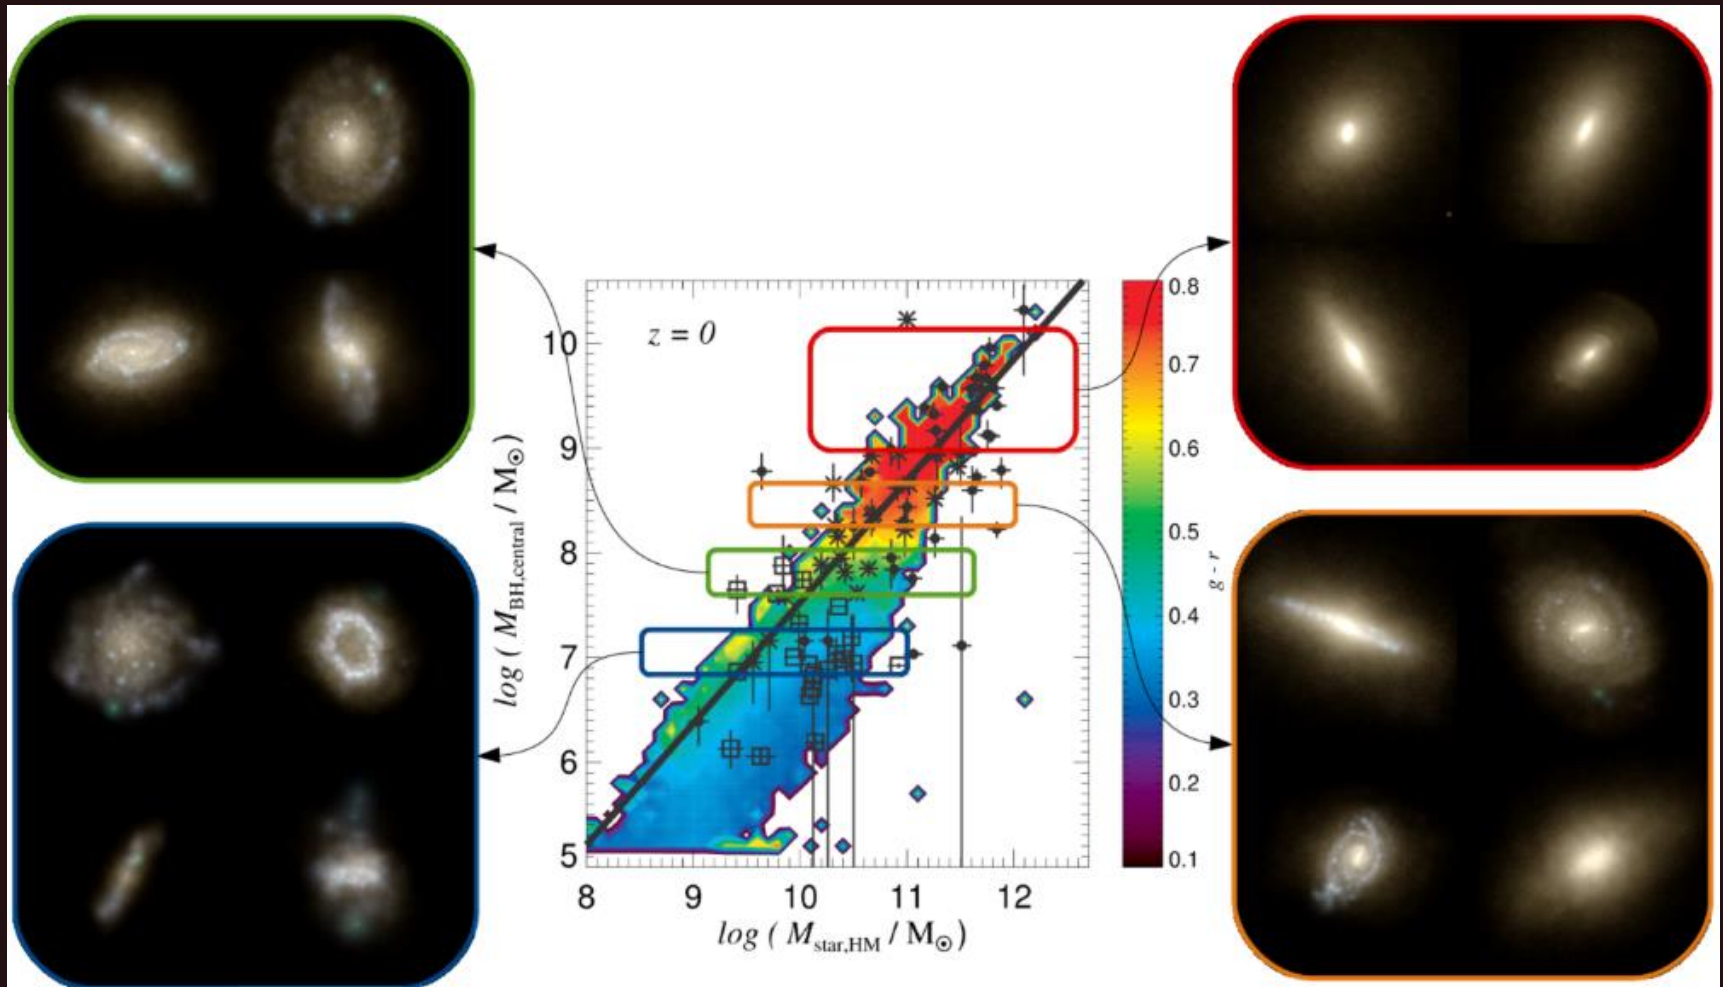 z = 0
10
9
8
7
6
5
log ( M_BH,central / M_⊙ )
8 9 10 11 12
log ( M_star,HM / M_⊙ )
0.8
0.7
0.6
0.5
0.4
0.3
0.2
0.1
g - r